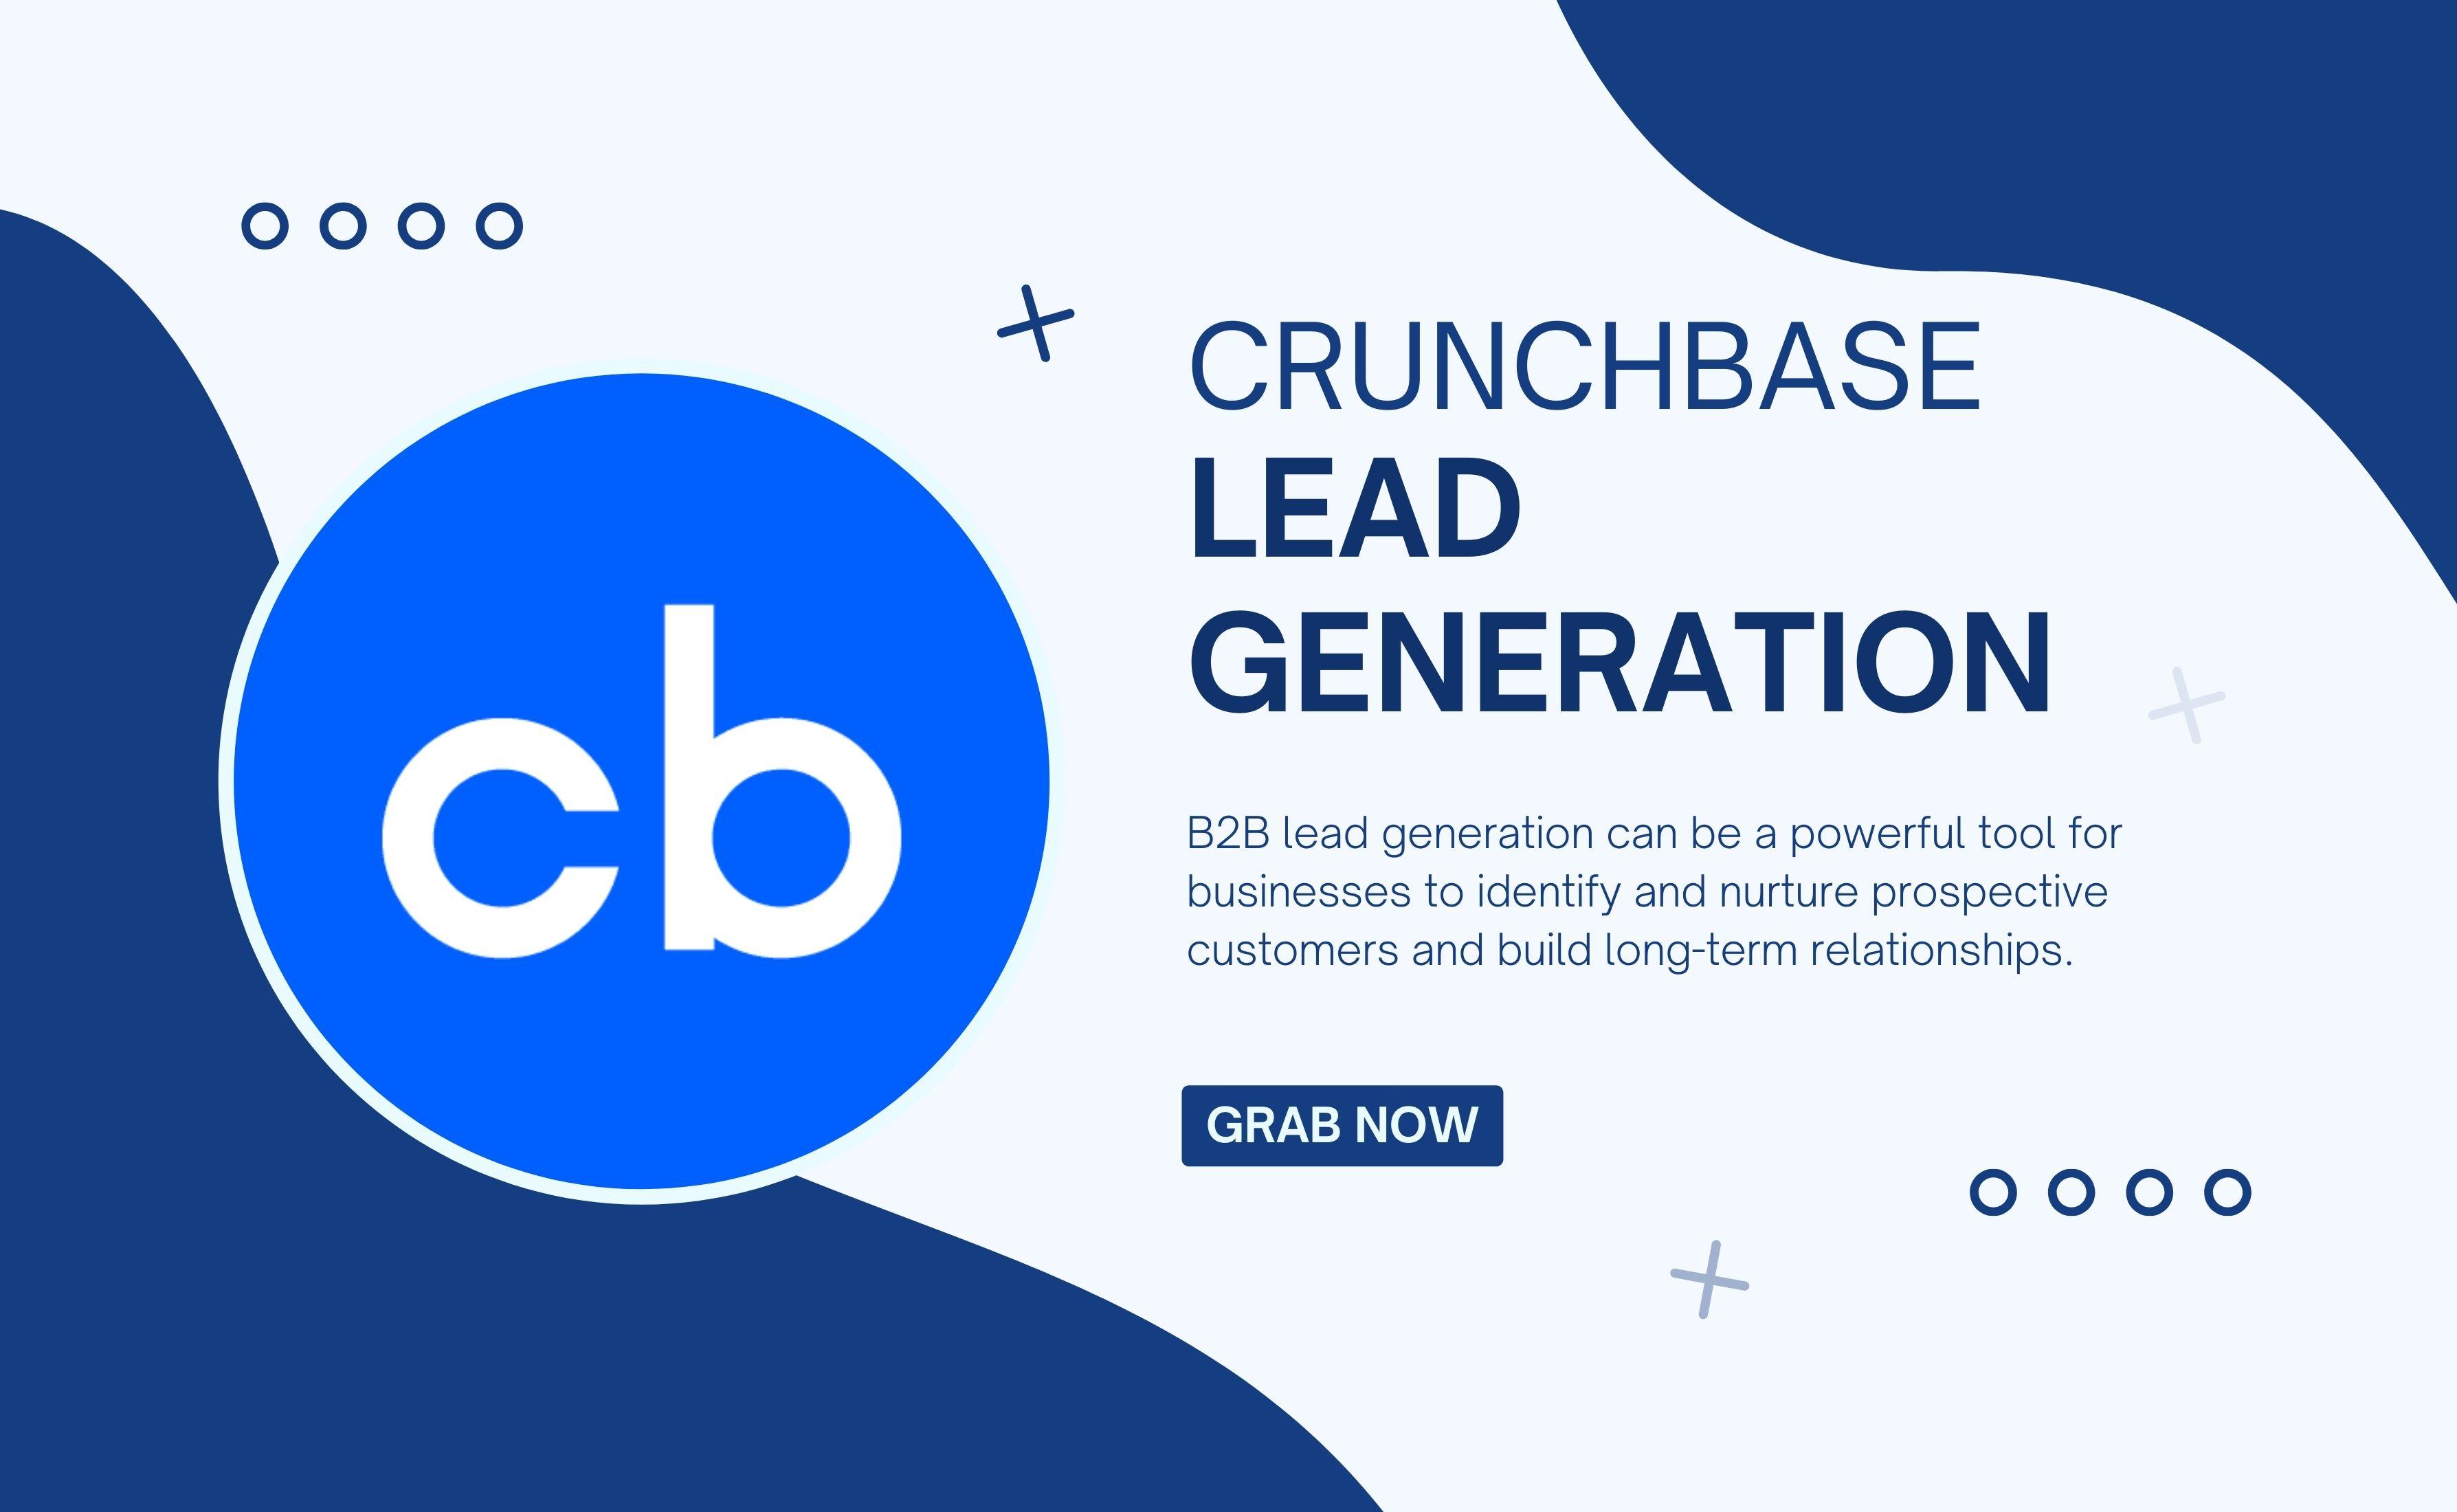 cb
CRUNCHBASE
LEAD
GENERATION
B2B lead generation can be a powerful tool for
businesses to identify and nurture prospective
customers and build long-term relationships.
GRAB NOW